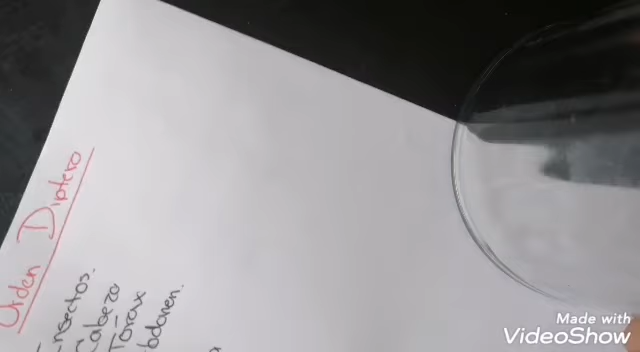 Orden Diptero
Insectos.
Cabeza
Tórax
Abdomen.
Made with
VideoShow